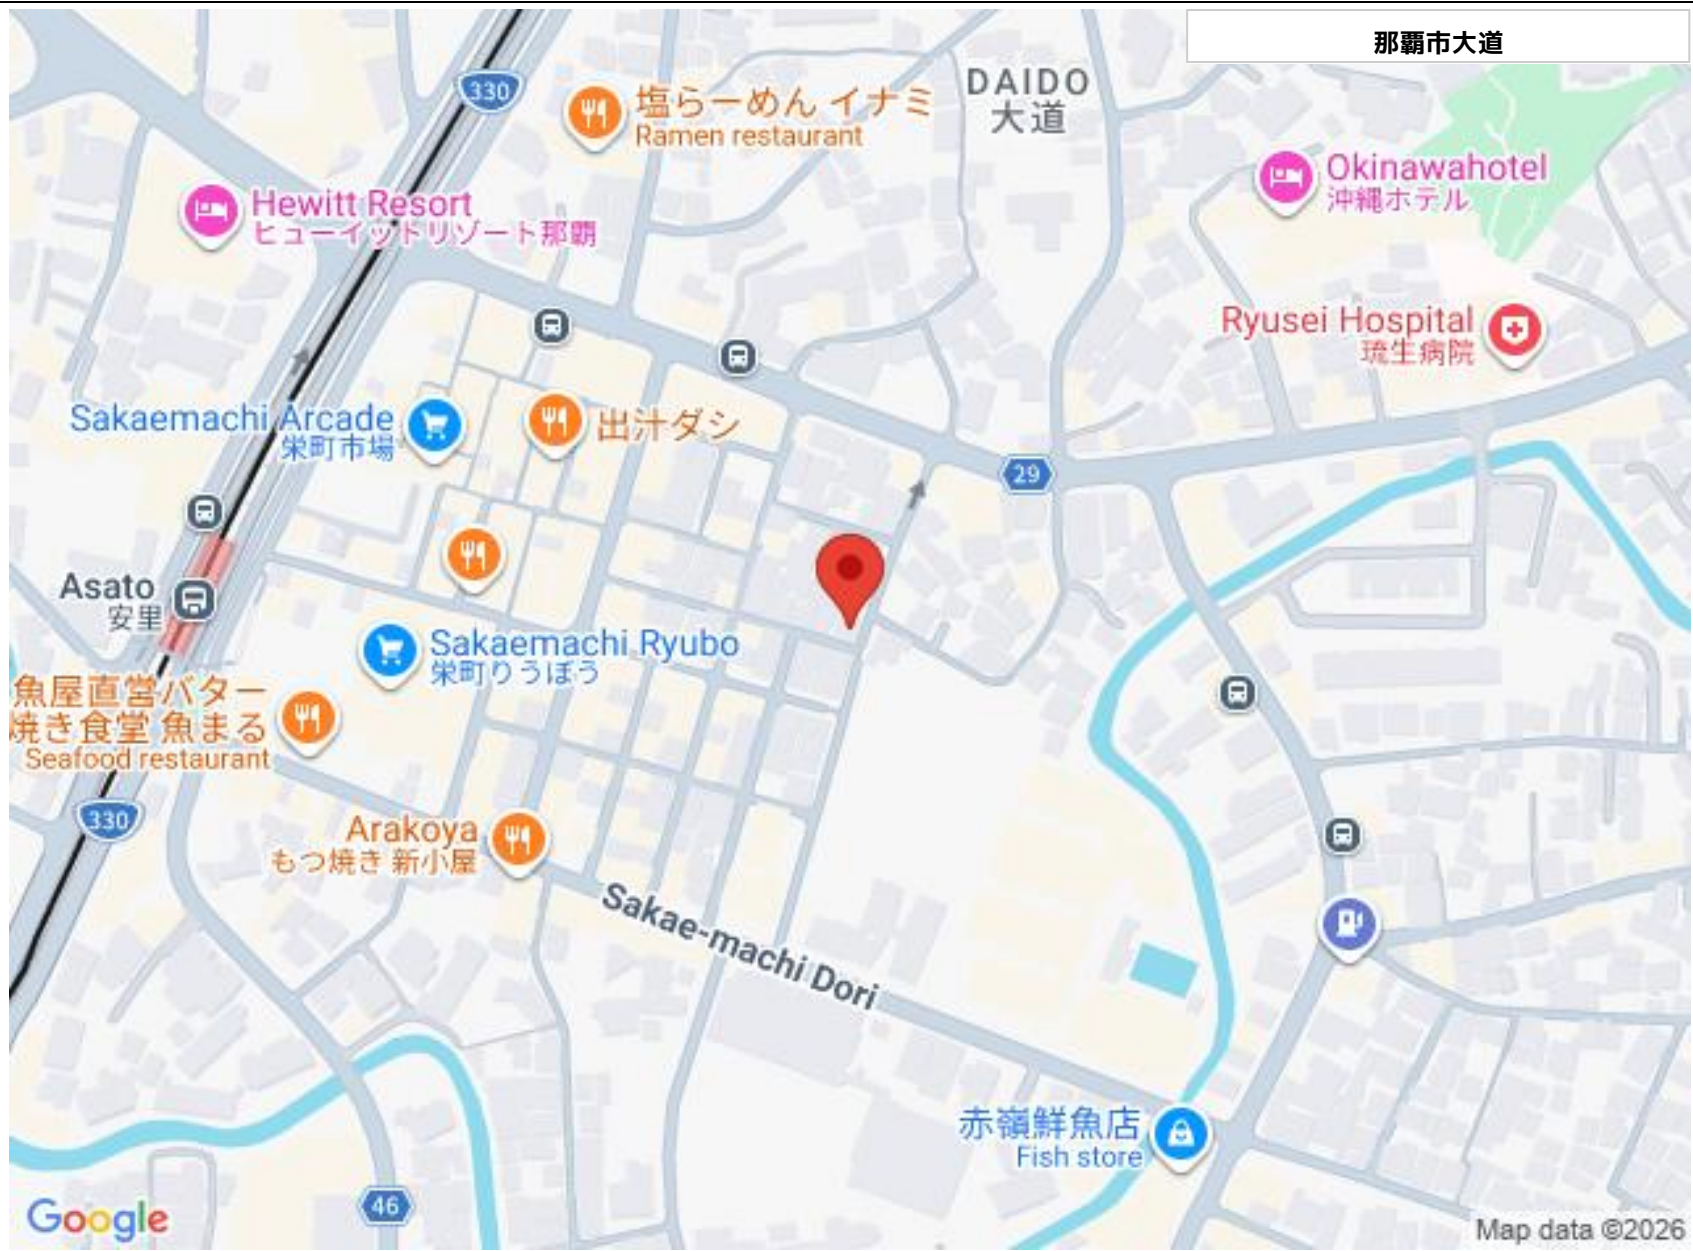 那覇市大道
330
塩らーめん イナミ
Ramen restaurant
DAIDO
大道
Okinawahotel
沖縄ホテル
Hewitt Resort
ヒューイットリゾート那覇
Ryusei Hospital
琉生病院
Sakaemachi Arcade
栄町市場
出汁ダシ
29
Asato
安里
Sakaemachi Ryubo
栄町りうぼう
魚屋直営バター
焼き食堂 魚まる
Seafood restaurant
330
Arakoya
もつ焼き 新小屋
Sakae-machi Dori
赤嶺鮮魚店
Fish store
46
Google
Map data ©2026